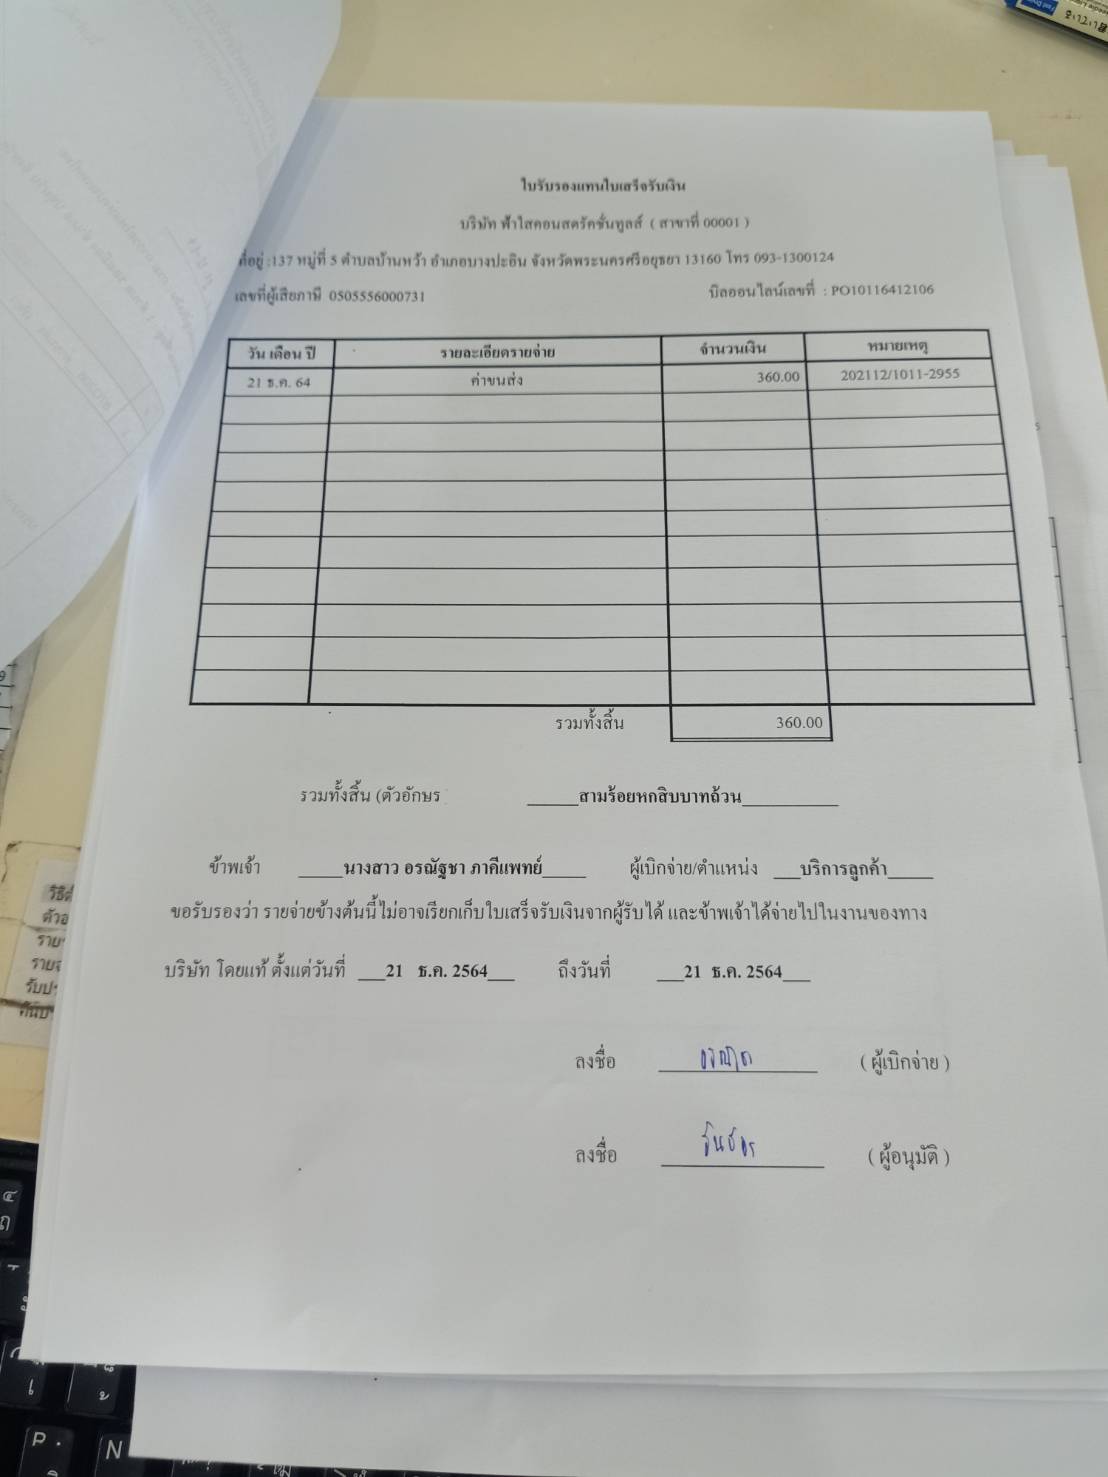 ใบรับรองแทนใบเสร็จรับเงิน
บริษัท ฟ้าใสคอนสตรัคชั่นทูลส์ ( สาขาที่ 00001 )
ที่อยู่ :137 หมู่ที่ 5 ตำบลบ้านหว้า อำเภอบางปะอิน จังหวัดพระนครศรีอยุธยา 13160 โทร 093-1300124
เลขที่ผู้เสียภาษี 0505556000731 บิลออนไลน์เลขที่ : PO10116412106
วัน เดือน ปี รายละเอียดรายจ่าย จำนวนเงิน หมายเหตุ
21 ธ.ค. 64 ค่าขนส่ง 360.00 202112/1011-2955
รวมทั้งสิ้น 360.00
รวมทั้งสิ้น (ตัวอักษร ______สามร้อยหกสิบบาทถ้วน____________
ข้าพเจ้า ______นางสาว อรณัฐชา ภาคีแพทย์______ ผู้เบิกจ่าย/ตำแหน่ง ___บริการลูกค้า______
ขอรับรองว่า รายจ่ายข้างต้นนี้ไม่อาจเรียกเก็บใบเสร็จรับเงินจากผู้รับได้ และข้าพเจ้าได้จ่ายไปในงานของทาง
บริษัท โดยแท้ ตั้งแต่วันที่ ___21 ธ.ค. 2564___ ถึงวันที่ ___21 ธ.ค. 2564___
ลงชื่อ ( ผู้เบิกจ่าย )
ลงชื่อ ( ผู้อนุมัติ )
P N